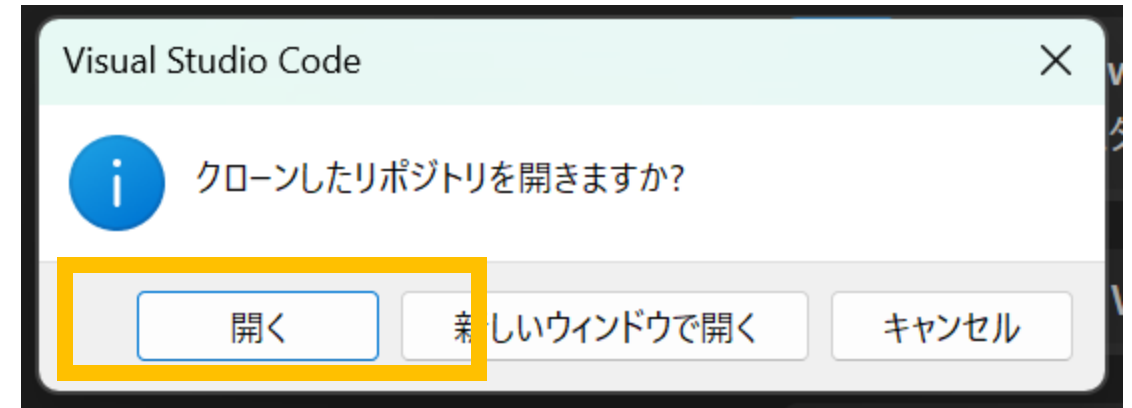 Visual Studio Code
クローンしたリポジトリを開きますか?
開く
新しいウィンドウで開く
キャンセル